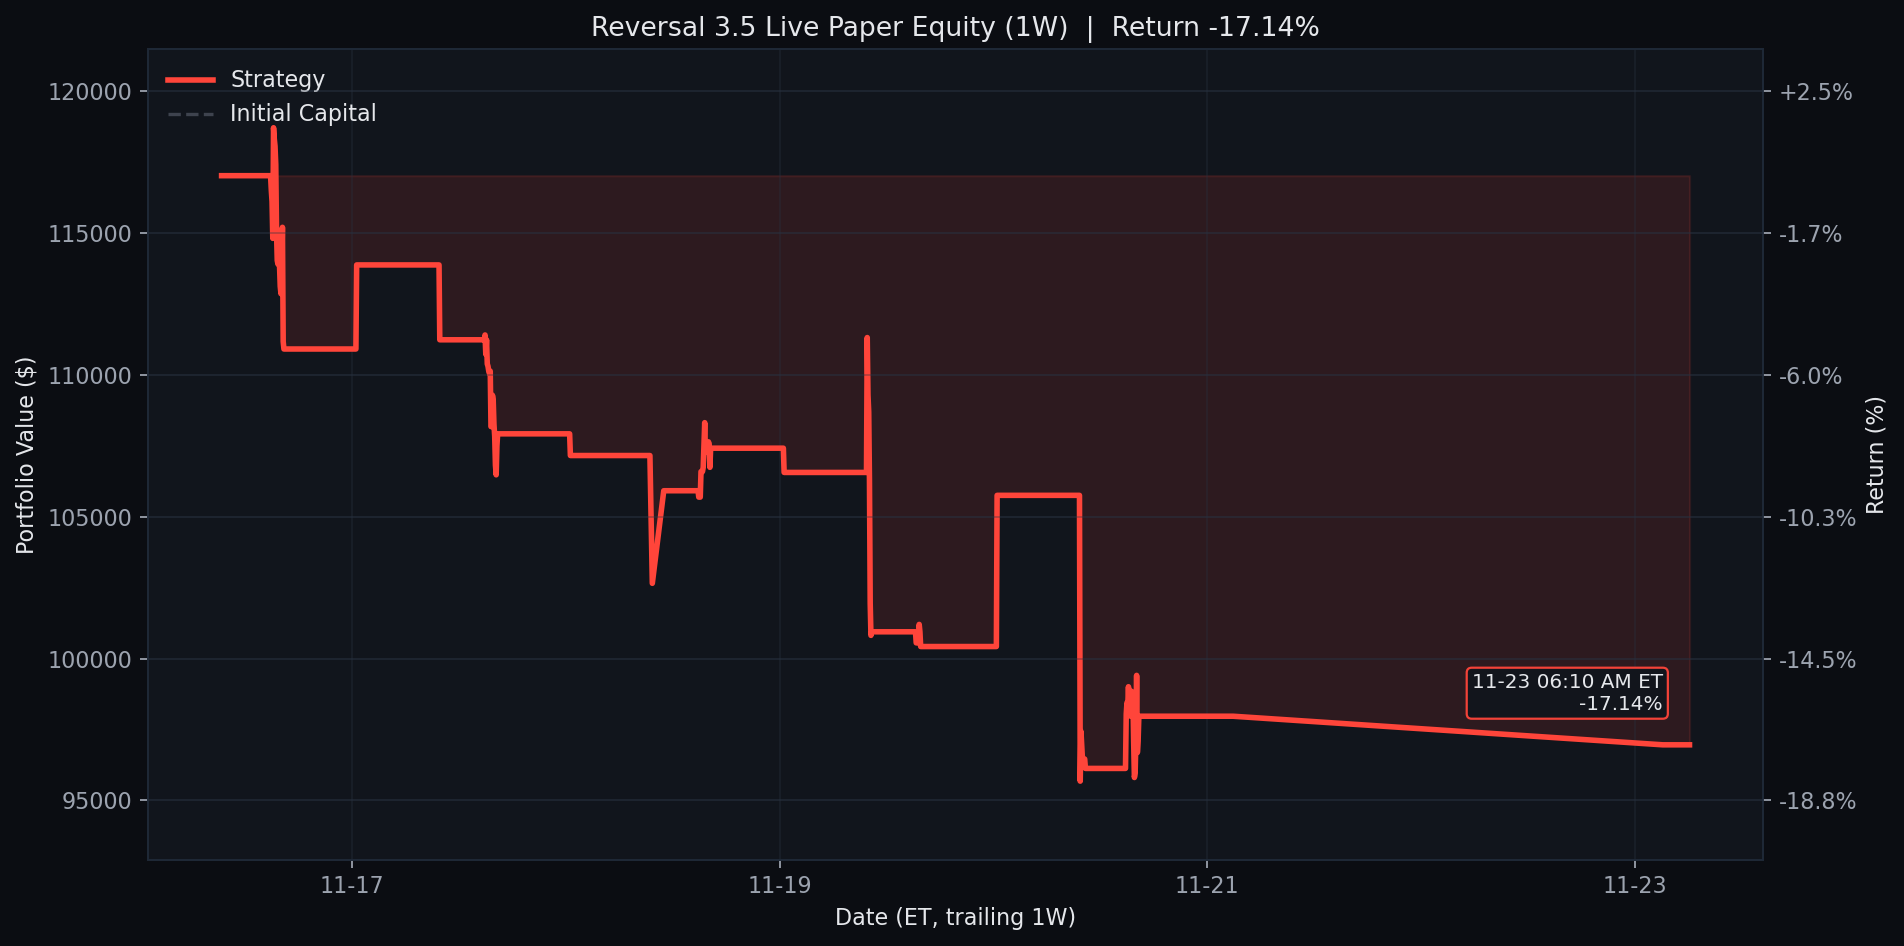 Reversal 3.5 Live Paper Equity (1W)  |  Return -17.14%
Strategy
Initial Capital
Portfolio Value ($)
120000
115000
110000
105000
100000
95000
+2.5%
-1.7%
-6.0%
-10.3%
-14.5%
-18.8%
Return (%)
11-23 06:10 AM ET
-17.14%
11-17
11-19
11-21
11-23
Date (ET, trailing 1W)